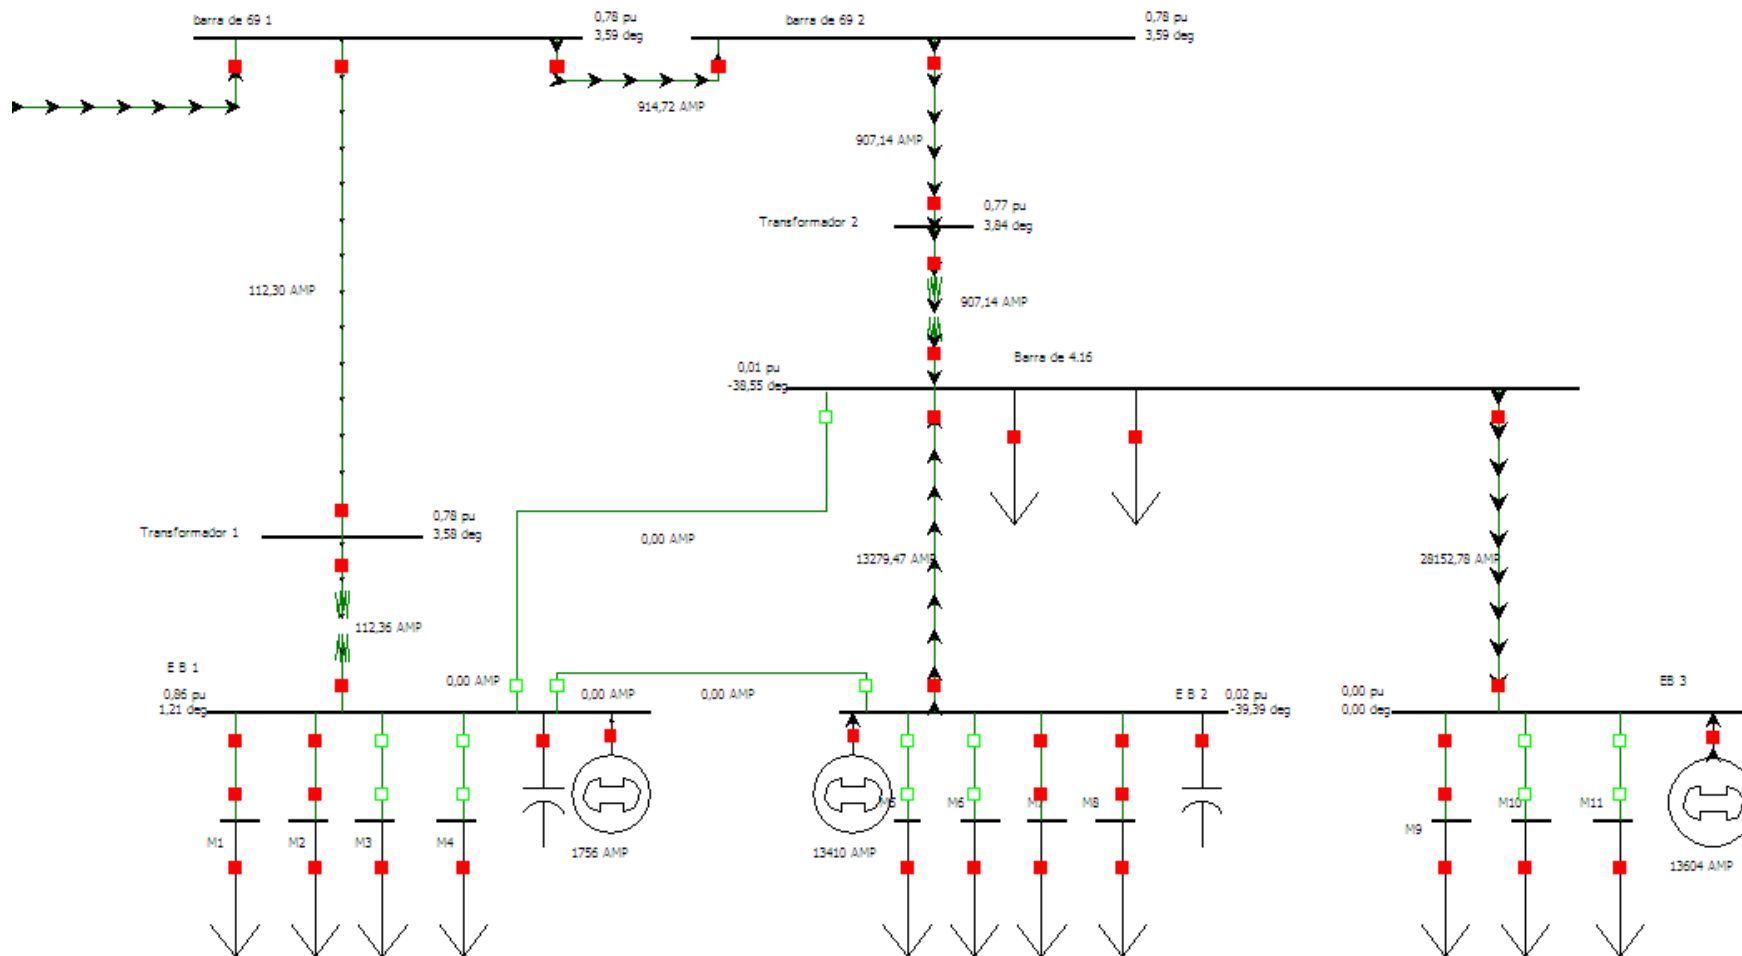 barra de 69 1
0,78 pu
3,59 deg
barra de 69 2
0,78 pu
3,59 deg
914,72 AMP
907,14 AMP
Transformador 2
0,77 pu
3,84 deg
112,30 AMP
907,14 AMP
Barra de 4.16
0,01 pu
-38,55 deg
Transformador 1
0,78 pu
3,58 deg
0,00 AMP
13279,47 AMP
28152,78 AMP
112,36 AMP
E B 1
0,86 pu
1,21 deg
0,00 AMP
0,00 AMP
0,00 AMP
E B 2
0,02 pu
-39,39 deg
0,00 pu
0,00 deg
EB 3
M1
M2
M3
M4
1756 AMP
13410 AMP
M5
M6
M7
M8
M9
M10
M11
13604 AMP